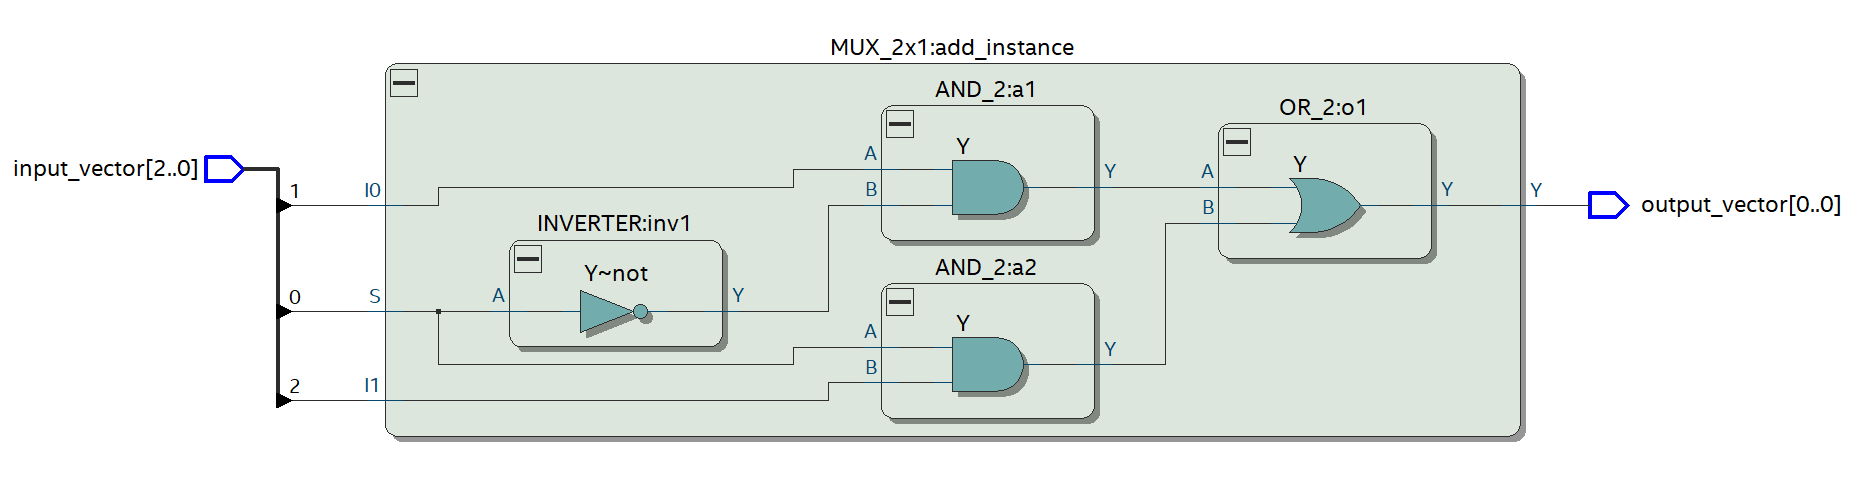 MUX_2x1:add_instance
AND_2:a1
OR_2:o1
Y
A
Y
Y
input_vector[2..0]
A
B
Y
Y
1
I0
B
output_vector[0..0]
INVERTER:inv1
Y~not
AND_2:a2
0
S
A
Y
Y
A
Y
B
2
I1